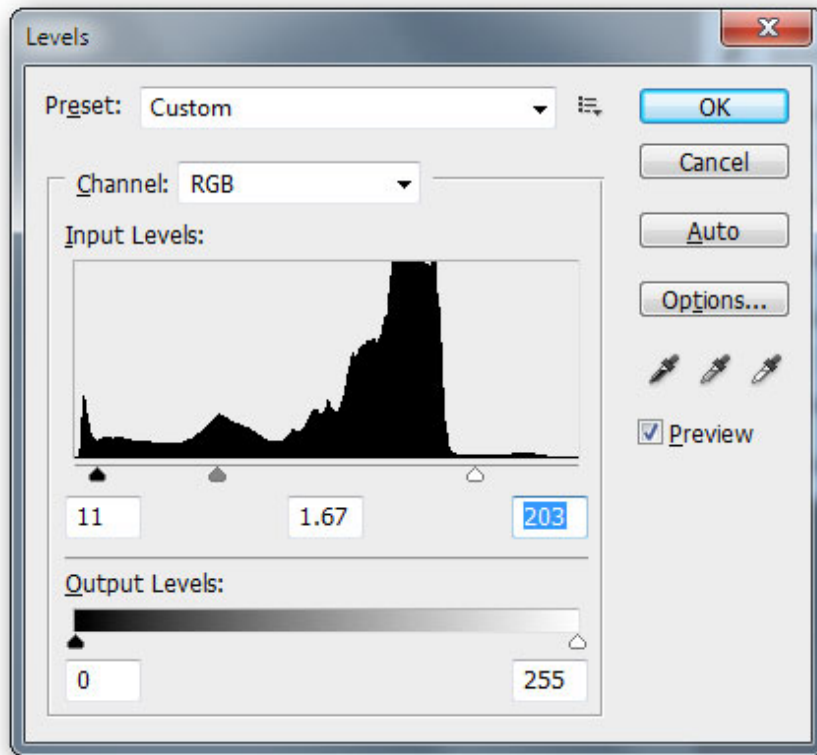 Levels
Preset: Custom
OK
Channel: RGB
Cancel
Input Levels:
Auto
Options...
Preview
11 1.67 203
Output Levels:
0 255